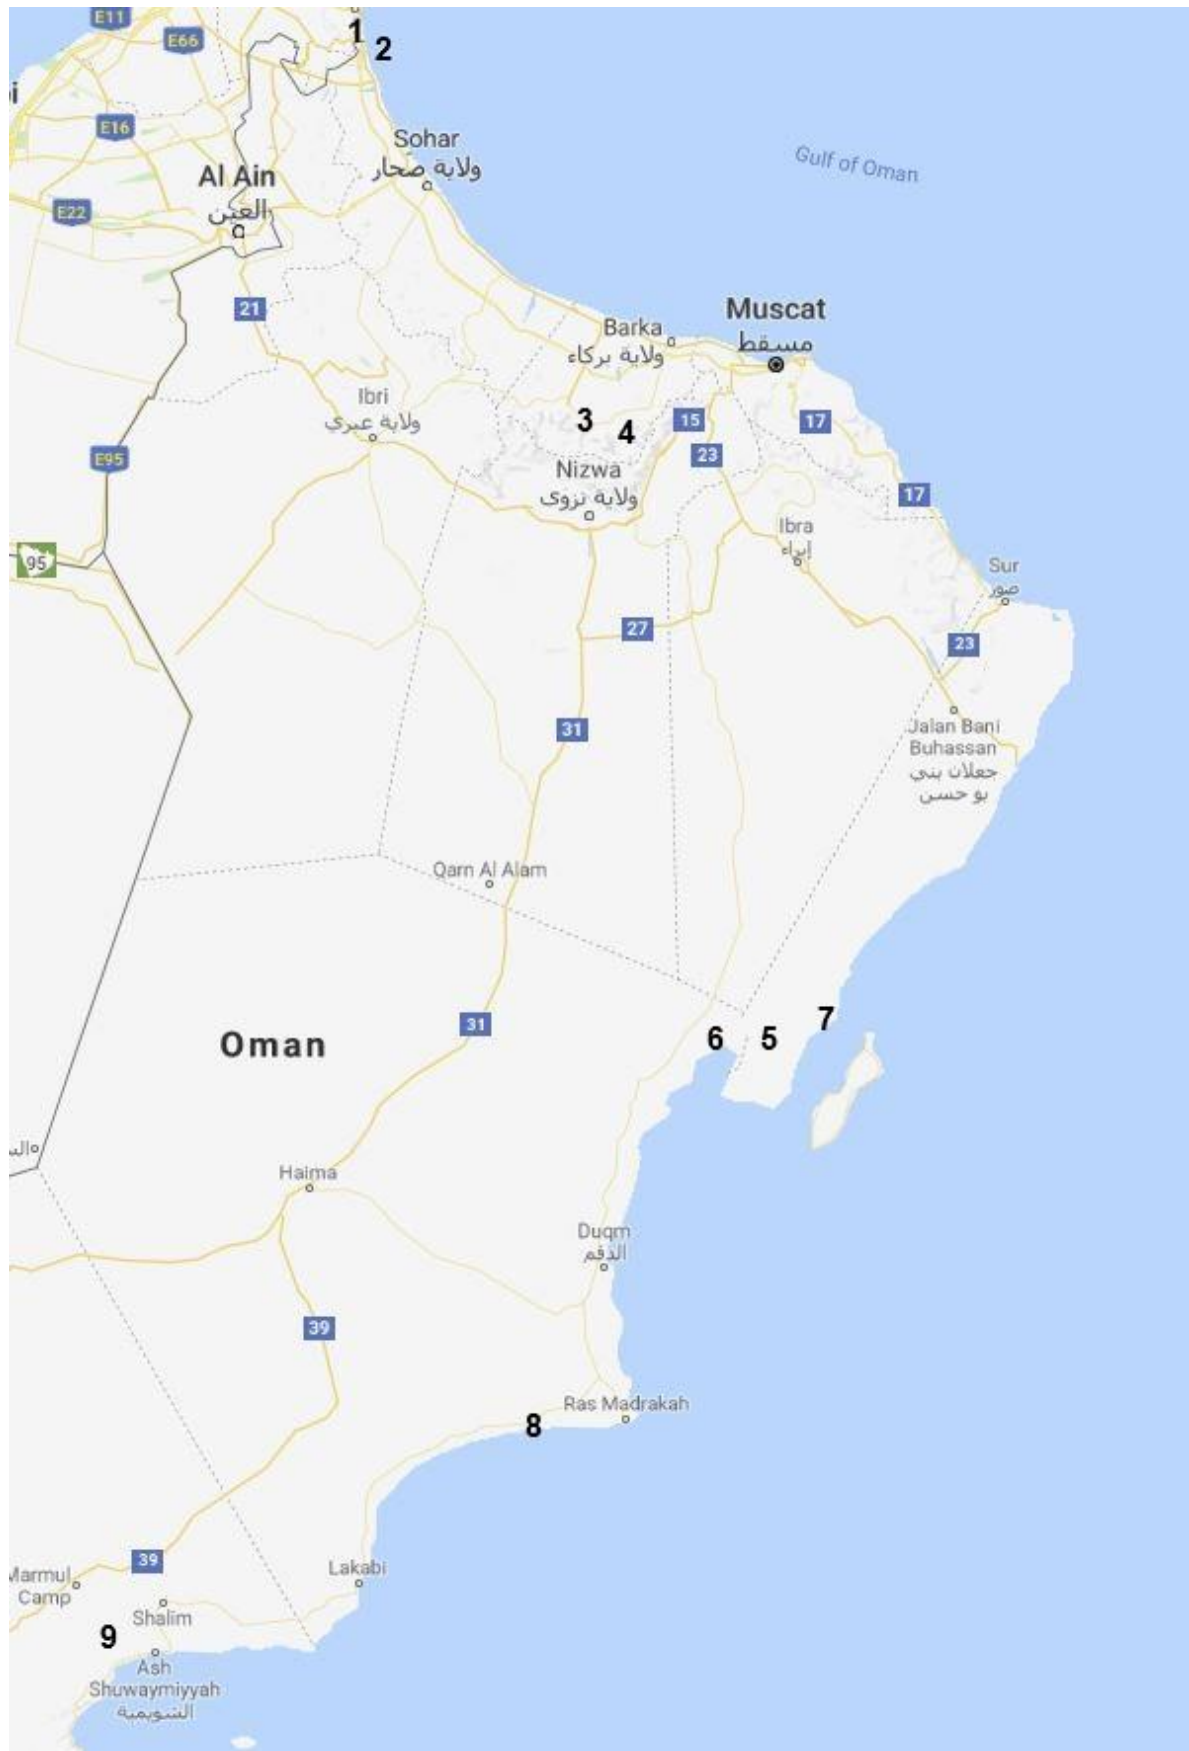 E11
1
2
E66
i
E16
Sohar
ولاية صحار
Gulf of Oman
Al Ain
العين
E22
21
Muscat
مسقط
Barka
ولاية بركاء
Ibri
ولاية عبري
3
4
15
17
23
E95
Nizwa
ولاية نزوى
17
Ibra
إبراء
95
Sur
صور
27
23
31
Jalan Bani
Buhassan
جعلان بني
بو حسن
Qarn Al Alam
Oman
31
6
5
7
Haima
Duqm
الدقم
39
Ras Madrakah
8
39
Marmul
Camp
Lakabi
Shalim
9
Ash
Shuwaymiyyah
الشويمية